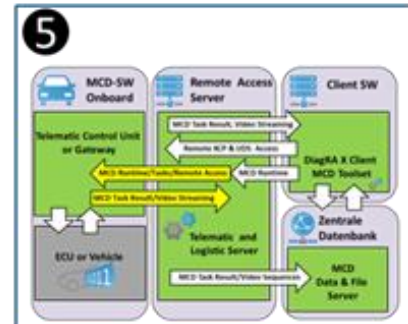 5
MCD-SW
Onboard
Telematic Control Unit
or Gateway
ECU or Vehicle
Remote Access
Server
MCD Task Result, Video Streaming
Remote XCP & UDS Access
MCD Runtime/Tasks/Remote Access
MCD Runtime
MCD Task Result/Video Streaming
Telematic and
Logistic Server
MCD Task Result/Video Sequences
Client SW
DiagRA X Client
MCD Toolset
Zentrale
Datenbank
MCD
Data & File
Server